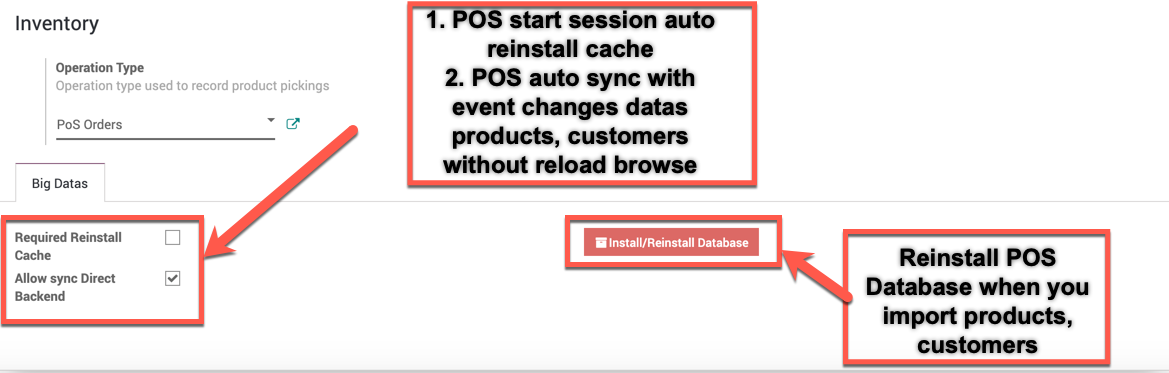 Inventory
Operation Type
Operation type used to record product pickings
PoS Orders
1. POS start session auto
reinstall cache
2. POS auto sync with
event changes datas
products, customers
without reload browse
Big Datas
Required Reinstall
Cache
Allow sync Direct
Backend
Install/Reinstall Database
Reinstall POS
Database when you
import products,
customers